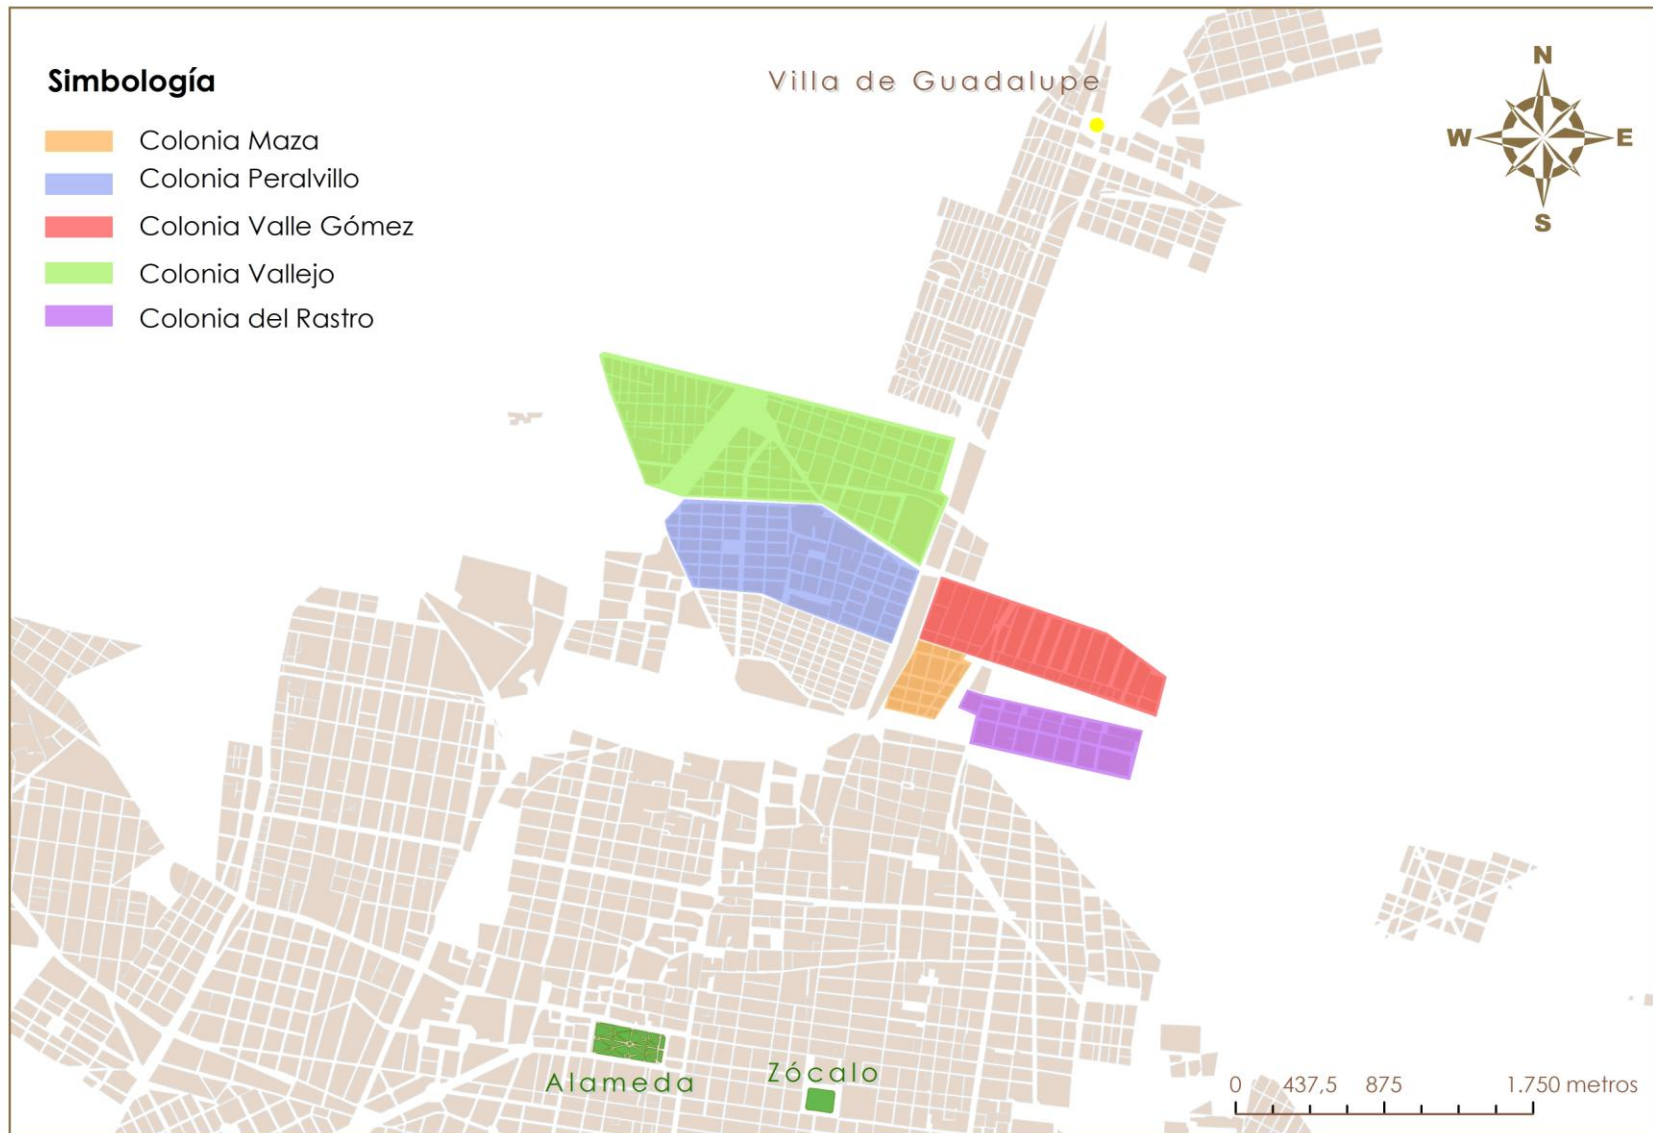 Simbología
Villa de Guadalupe
Colonia Maza
Colonia Peralvillo
Colonia Valle Gómez
Colonia Vallejo
Colonia del Rastro
N
W E
S
Alameda
Zócalo
0 437,5 875 1.750 metros